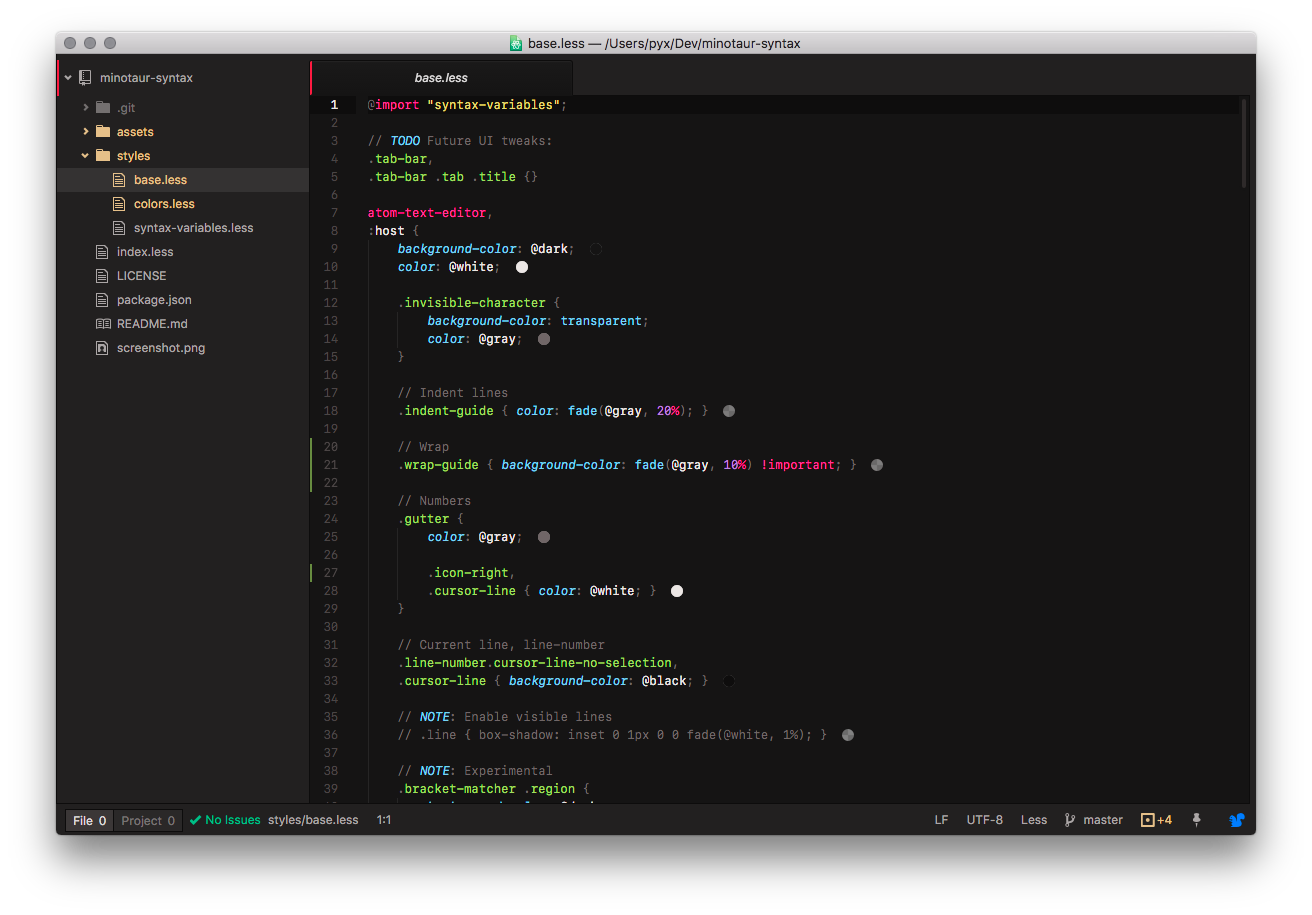 base.less — /Users/pyx/Dev/minotaur-syntax
minotaur-syntax
.git
assets
styles
base.less
colors.less
syntax-variables.less
index.less
LICENSE
package.json
README.md
screenshot.png
base.less
1 @import "syntax-variables";
2
3 // TODO Future UI tweaks:
4 .tab-bar,
5 .tab-bar .tab .title {}
6
7 atom-text-editor,
8 :host {
9 background-color: @dark;
10 color: @white;
11
12 .invisible-character {
13 background-color: transparent;
14 color: @gray;
15 }
16
17 // Indent lines
18 .indent-guide { color: fade(@gray, 20%); }
19
20 // Wrap
21 .wrap-guide { background-color: fade(@gray, 10%) !important; }
22
23 // Numbers
24 .gutter {
25 color: @gray;
26
27 .icon-right,
28 .cursor-line { color: @white; }
29 }
30
31 // Current line, line-number
32 .line-number.cursor-line-no-selection,
33 .cursor-line { background-color: @black; }
34
35 // NOTE: Enable visible lines
36 // .line { box-shadow: inset 0 1px 0 0 fade(@white, 1%); }
37
38 // NOTE: Experimental
39 .bracket-matcher .region {
File 0 Project 0 No Issues styles/base.less 1:1 LF UTF-8 Less master +4